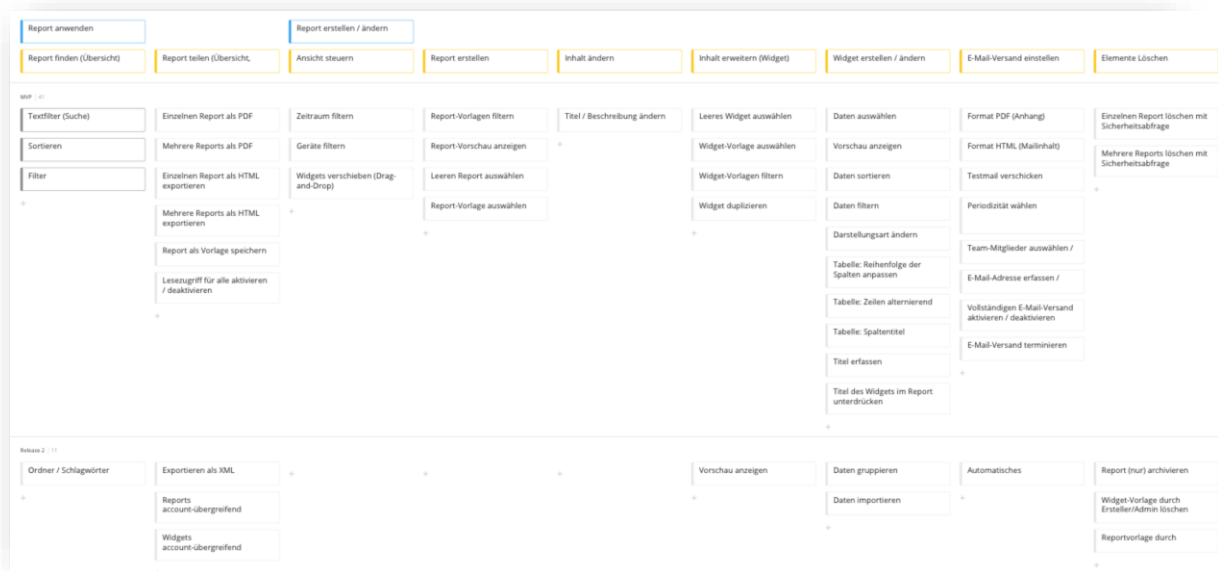 Report anwenden
Report erstellen / ändern
Report finden (Übersicht)
Report teilen (Übersicht,
Ansicht steuern
Report erstellen
Inhalt ändern
Inhalt erweitern (Widget)
Widget erstellen / ändern
E-Mail-Versand einstellen
Elemente Löschen
MVP | 41
Textfilter (Suche)
Sortieren
Filter
+
Einzelnen Report als PDF
Mehrere Reports als PDF
Einzelnen Report als HTML
exportieren
Mehrere Reports als HTML
exportieren
Report als Vorlage speichern
Lesezugriff für alle aktivieren
/ deaktivieren
+
Zeitraum filtern
Geräte filtern
Widgets verschieben (Drag-
and-Drop)
+
Report-Vorlagen filtern
Report-Vorschau anzeigen
Leeren Report auswählen
Report-Vorlage auswählen
+
Titel / Beschreibung ändern
+
Leeres Widget auswählen
Widget-Vorlage auswählen
Widget-Vorlagen filtern
Widget duplizieren
+
Daten auswählen
Vorschau anzeigen
Daten sortieren
Daten filtern
Darstellungsart ändern
Tabelle: Reihenfolge der
Spalten anpassen
Tabelle: Zeilen alternierend
Tabelle: Spaltentitel
Titel erfassen
Titel des Widgets im Report
unterdrücken
+
Format PDF (Anhang)
Format HTML (Mailinhalt)
Testmail verschicken
Periodizität wählen
Team-Mitglieder auswählen /
E-Mail-Adresse erfassen /
Vollständigen E-Mail-Versand
aktivieren / deaktivieren
E-Mail-Versand terminieren
+
Einzelnen Report löschen mit
Sicherheitsabfrage
Mehrere Reports löschen mit
Sicherheitsabfrage
+
Release 2 | 11
Ordner / Schlagwörter
+
Exportieren als XML
Reports
account-übergreifend
Widgets
account-übergreifend
+
+
+
Vorschau anzeigen
+
Daten gruppieren
Daten importieren
+
Automatisches
+
Report (nur) archivieren
Widget-Vorlage durch
Ersteller/Admin löschen
Reportvorlage durch
+